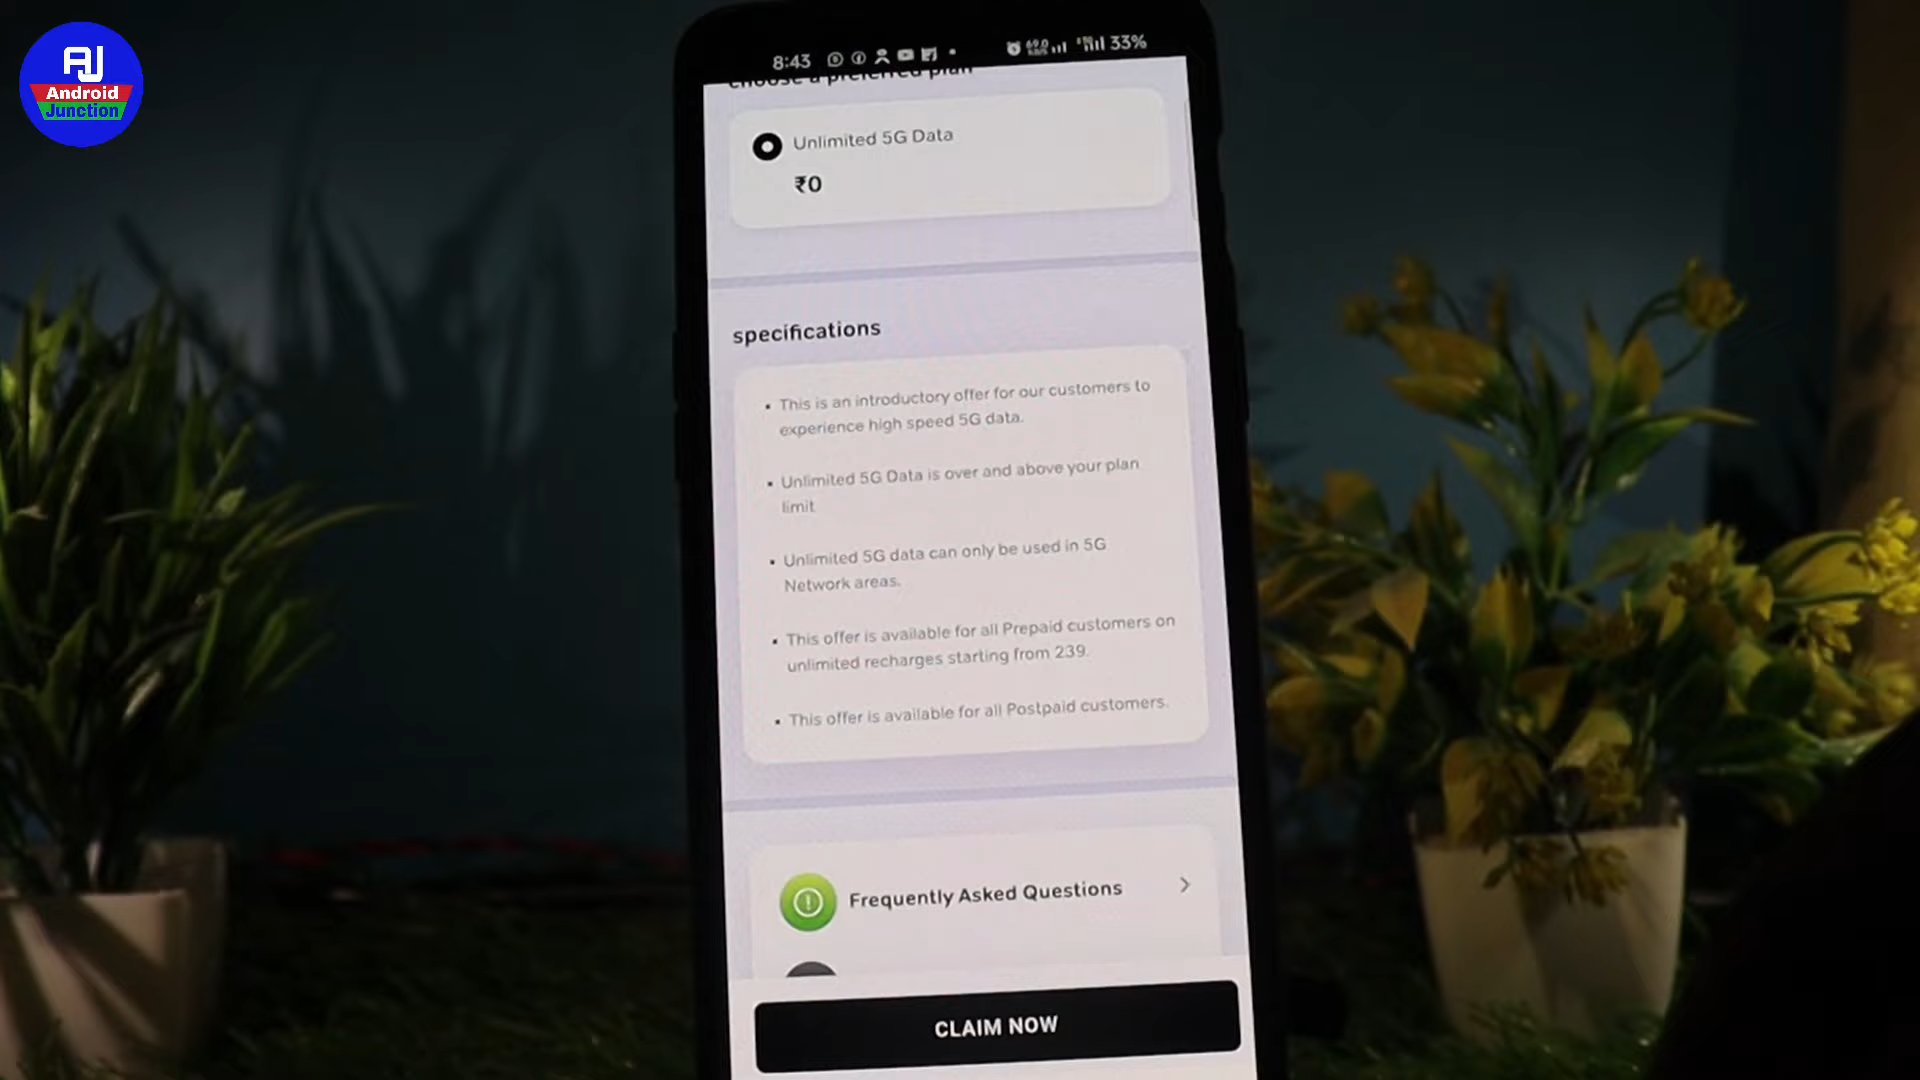 AJ
Android
Junction
8:43
33%
Choose a preferred plan
Unlimited 5G Data
₹0
specifications
▪ This is an introductory offer for our customers to
experience high speed 5G data.
▪ Unlimited 5G Data is over and above your plan
limit
▪ Unlimited 5G data can only be used in 5G
Network areas.
▪ This offer is available for all Prepaid customers on
unlimited recharges starting from 239.
▪ This offer is available for all Postpaid customers.
Frequently Asked Questions
CLAIM NOW